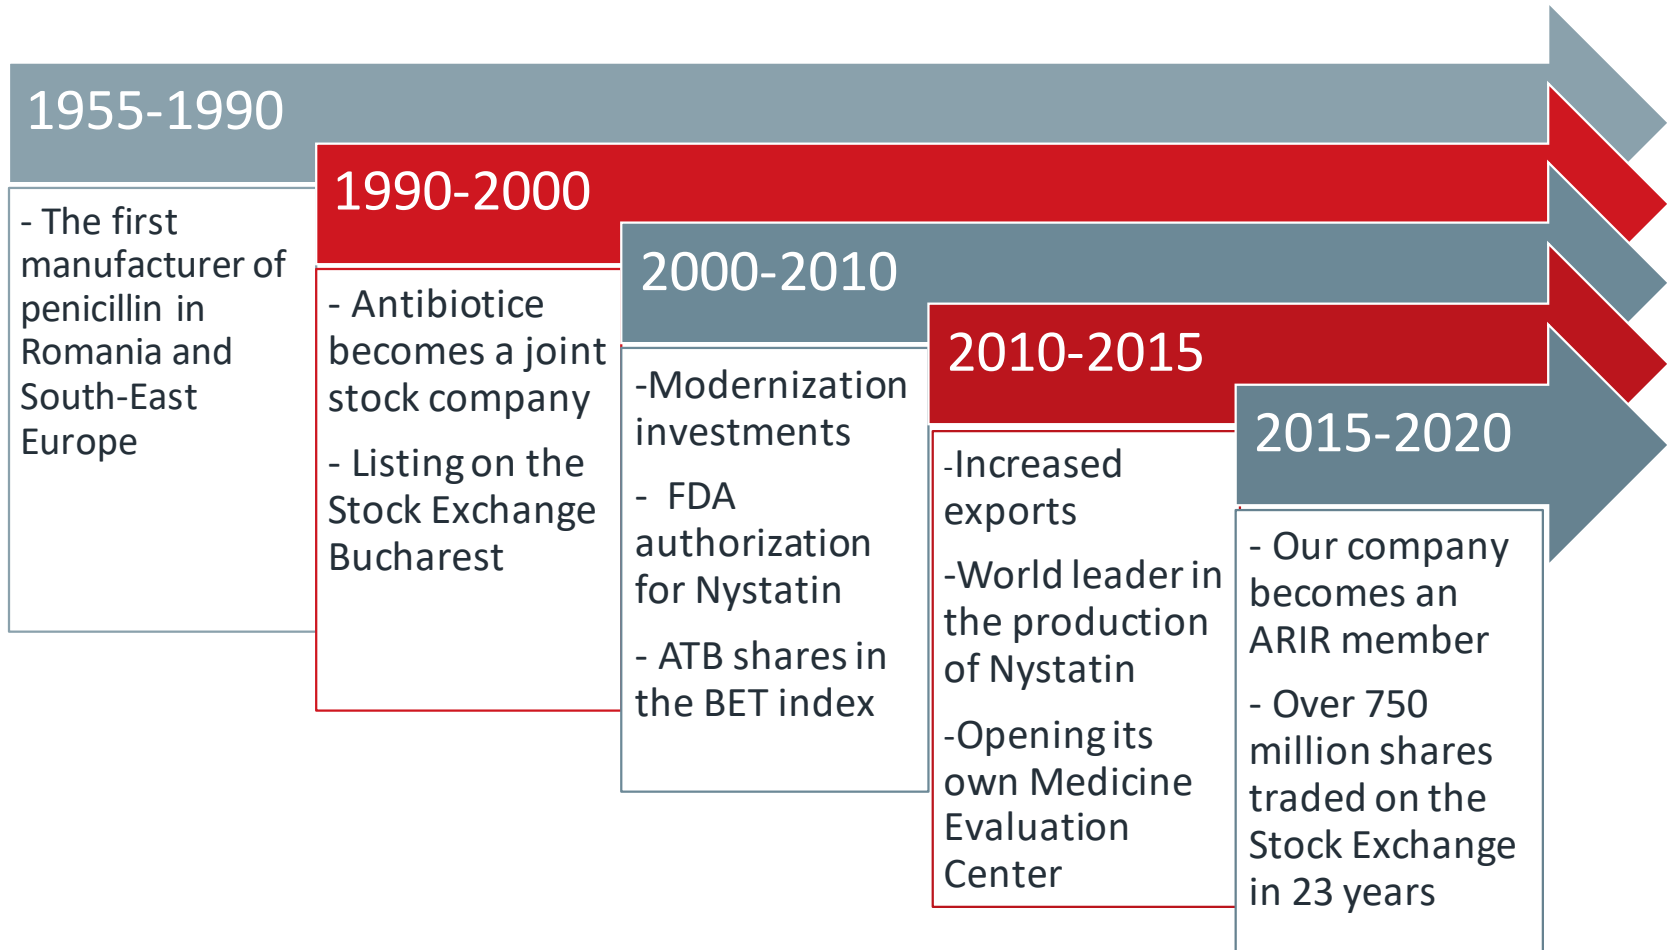 1955-1990
- The first
manufacturer of
penicillin in
Romania and
South-East
Europe
1990-2000
- Antibiotice
becomes a joint
stock company
- Listing on the
Stock Exchange
Bucharest
2000-2010
-Modernization
investments
- FDA
authorization
for Nystatin
- ATB shares in
the BET index
2010-2015
-Increased
exports
-World leader in
the production
of Nystatin
-Opening its
own Medicine
Evaluation
Center
2015-2020
- Our company
becomes an
ARIR member
- Over 750
million shares
traded on the
Stock Exchange
in 23 years